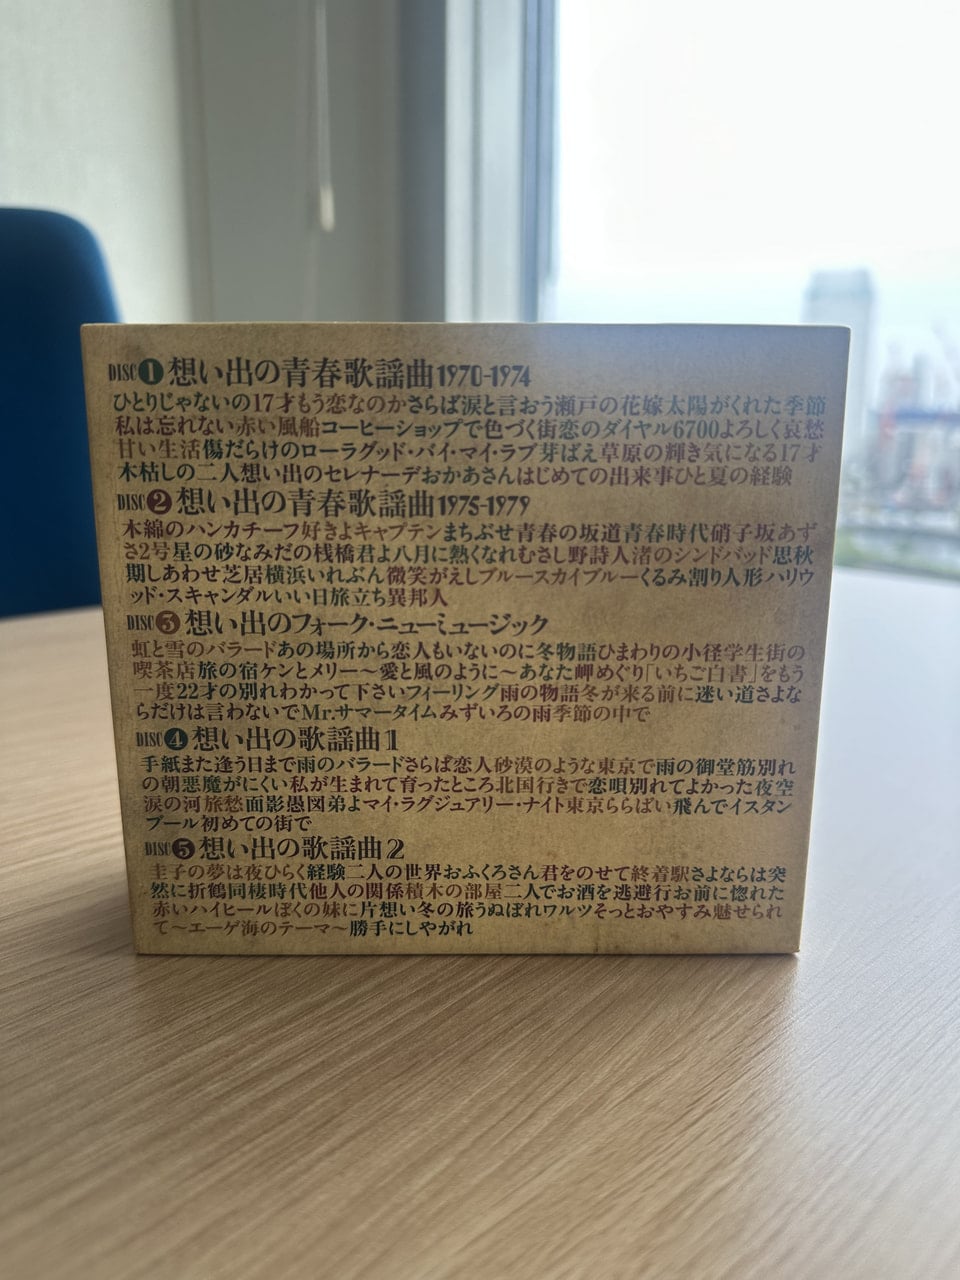 DISC❶想い出の青春歌謡曲1970-1974
ひとりじゃないの17才もう恋なのかさらば涙と言おう瀬戸の花嫁太陽がくれた季節
私は忘れない赤い風船コーヒーショップで色づく街恋のダイヤル6700よろしく哀愁
甘い生活傷だらけのローラグッド・バイ・マイ・ラブ芽ばえ草原の輝き気になる17才
木枯しの二人想い出のセレナーデおかあさんはじめての出来事ひと夏の経験
DISC❷想い出の青春歌謡曲1975-1979
木綿のハンカチーフ好きよキャプテンまちぶせ青春の坂道青春時代硝子坂あず
さ2号星の砂なみだの桟橋君よ八月に熱くなれむさし野詩人渚のシンドバッド思秋
期しあわせ芝居横浜いれぶん微笑がえしブルースカイブルーくるみ割り人形ハリウ
ッド・スキャンダルいい日旅立ち異邦人
DISC❸想い出のフォーク・ニューミュージック
虹と雪のバラードあの場所から恋人もいないのに冬物語ひまわりの小径学生街の
喫茶店旅の宿ケンとメリー〜愛と風のように〜あなた岬めぐり「いちご白書」をもう
一度22才の別れわかって下さいフィーリング雨の物語冬が来る前に迷い道さよな
らだけは言わないでMr.サマータイムみずいろの雨季節の中で
DISC❹想い出の歌謡曲1
手紙また逢う日まで雨のバラードさらば恋人砂漠のような東京で雨の御堂筋別れ
の朝悪魔がにくい私が生まれて育ったところ北国行きで恋唄別れてよかった夜空
涙の河旅愁面影愚図弟よマイ・ラグジュアリー・ナイト東京ららばい飛んでイスタン
ブール初めての街で
DISC❺想い出の歌謡曲2
圭子の夢は夜ひらく経験二人の世界おふくろさん君をのせて終着駅さよならは突
然に折鶴同棲時代他人の関係積木の部屋二人でお酒を逃避行お前に惚れた
赤いハイヒールぼくの妹に片想い冬の旅うぬぼれワルツそっとおやすみ魅せられ
て〜エーゲ海のテーマ〜勝手にしやがれ